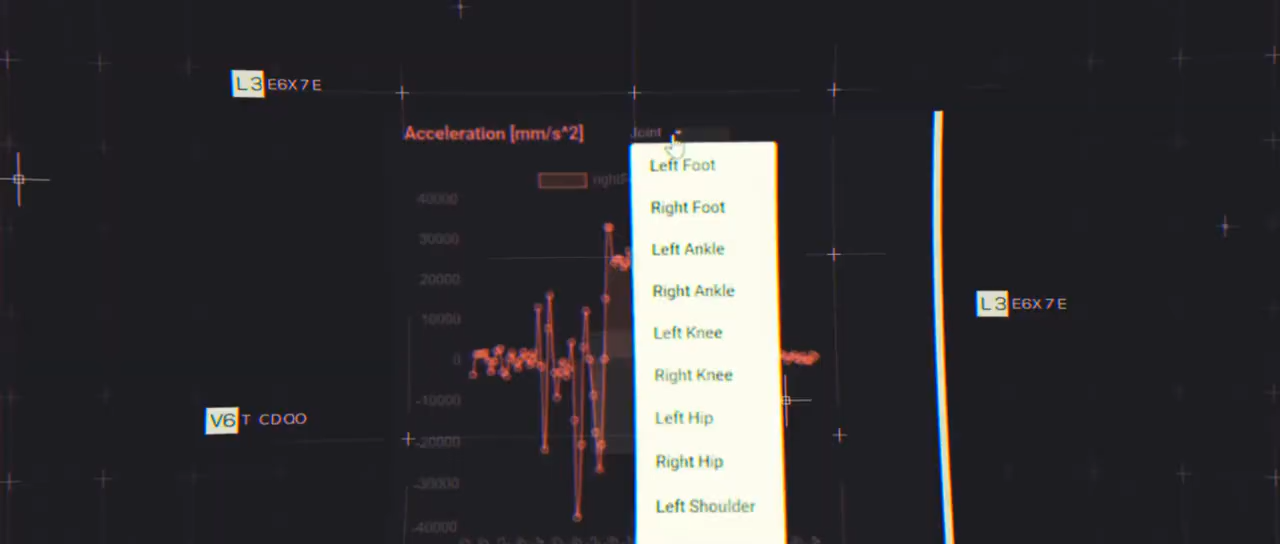 L3 E6X7E
Acceleration [mm/s^2]
Joint
Left Foot
Right Foot
Left Ankle
Right Ankle
Left Knee
Right Knee
Left Hip
Right Hip
Left Shoulder
40000
30000
20000
10000
0
-10000
-20000
-30000
-40000
L3 E6X7E
V6 T CDQO